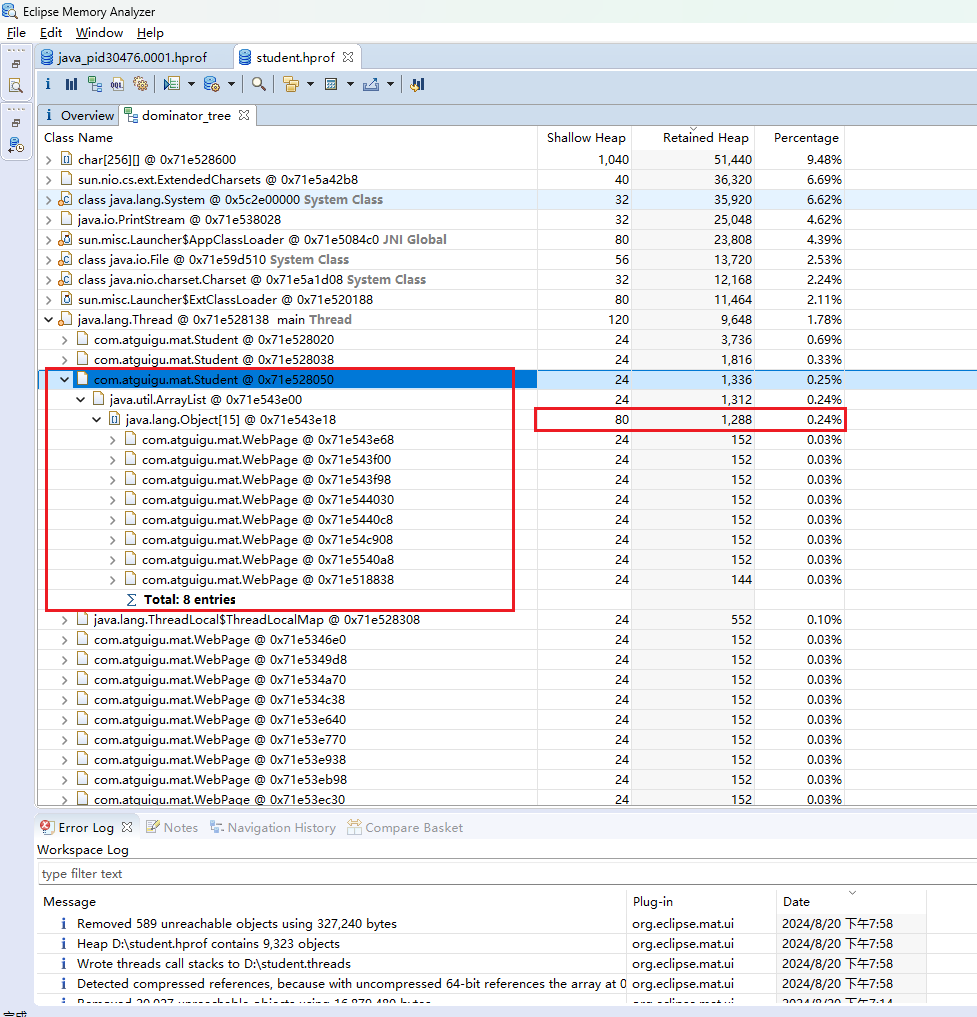 Eclipse Memory Analyzer
File Edit Window Help
java_pid30476.0001.hprof student.hprof
Overview dominator_tree
Class Name Shallow Heap Retained Heap Percentage
char[256][] @ 0x71e528600 1,040 51,440 9.48%
sun.nio.cs.ext.ExtendedCharsets @ 0x71e5a42b8 40 36,320 6.69%
class java.lang.System @ 0x5c2e00000 System Class 32 35,920 6.62%
java.io.PrintStream @ 0x71e538028 32 25,048 4.62%
sun.misc.Launcher$AppClassLoader @ 0x71e5084c0 JNI Global 80 23,808 4.39%
class java.io.File @ 0x71e59d510 System Class 56 13,720 2.53%
class java.nio.charset.Charset @ 0x71e5a1d08 System Class 32 12,168 2.24%
sun.misc.Launcher$ExtClassLoader @ 0x71e520188 80 11,464 2.11%
java.lang.Thread @ 0x71e528138 main Thread 120 9,648 1.78%
com.atguigu.mat.Student @ 0x71e528020 24 3,736 0.69%
com.atguigu.mat.Student @ 0x71e528038 24 1,816 0.33%
com.atguigu.mat.Student @ 0x71e528050 24 1,336 0.25%
java.util.ArrayList @ 0x71e543e00 24 1,312 0.24%
java.lang.Object[15] @ 0x71e543e18 80 1,288 0.24%
com.atguigu.mat.WebPage @ 0x71e543e68 24 152 0.03%
com.atguigu.mat.WebPage @ 0x71e543f00 24 152 0.03%
com.atguigu.mat.WebPage @ 0x71e543f98 24 152 0.03%
com.atguigu.mat.WebPage @ 0x71e544030 24 152 0.03%
com.atguigu.mat.WebPage @ 0x71e5440c8 24 152 0.03%
com.atguigu.mat.WebPage @ 0x71e54c908 24 152 0.03%
com.atguigu.mat.WebPage @ 0x71e5540a8 24 152 0.03%
com.atguigu.mat.WebPage @ 0x71e518838 24 144 0.03%
Total: 8 entries
java.lang.ThreadLocal$ThreadLocalMap @ 0x71e528308 24 552 0.10%
com.atguigu.mat.WebPage @ 0x71e5346e0 24 152 0.03%
com.atguigu.mat.WebPage @ 0x71e5349d8 24 152 0.03%
com.atguigu.mat.WebPage @ 0x71e534a70 24 152 0.03%
com.atguigu.mat.WebPage @ 0x71e534c38 24 152 0.03%
com.atguigu.mat.WebPage @ 0x71e53e640 24 152 0.03%
com.atguigu.mat.WebPage @ 0x71e53e770 24 152 0.03%
com.atguigu.mat.WebPage @ 0x71e53e938 24 152 0.03%
com.atguigu.mat.WebPage @ 0x71e53eb98 24 152 0.03%
com.atguigu.mat.WebPage @ 0x71e53ec30 24 152 0.03%
Error Log Notes Navigation History Compare Basket
Workspace Log
type filter text
Message Plug-in Date
Removed 589 unreachable objects using 327,240 bytes org.eclipse.mat.ui 2024/8/20 下午7:58
Heap D:\student.hprof contains 9,323 objects org.eclipse.mat.ui 2024/8/20 下午7:58
Wrote threads call stacks to D:\student.threads org.eclipse.mat.ui 2024/8/20 下午7:58
Detected compressed references, because with uncompressed 64-bit references the array at 0 org.eclipse.mat.ui 2024/8/20 下午7:58